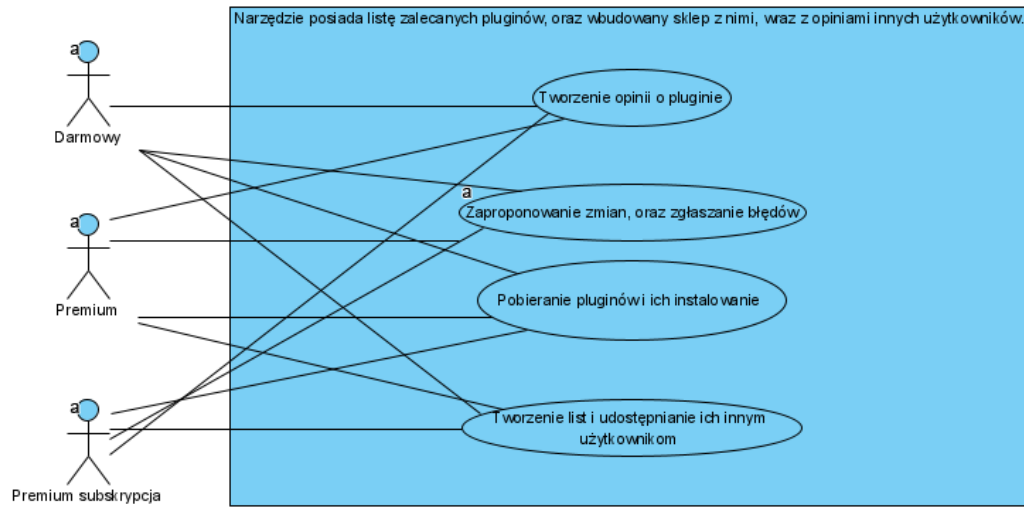 Narzędzie posiada listę zalecanych pluginów, oraz wbudowany sklep z nimi, wraz z opiniami innych użytkowników.
a
Darmowy
Tworzenie opinii o pluginie
a
Zaproponowanie zmian, oraz zgłaszanie błędów
a
Premium
Pobieranie pluginów i ich instalowanie
a
Premium subskrypcja
Tworzenie list i udostępnianie ich innym
użytkownikom